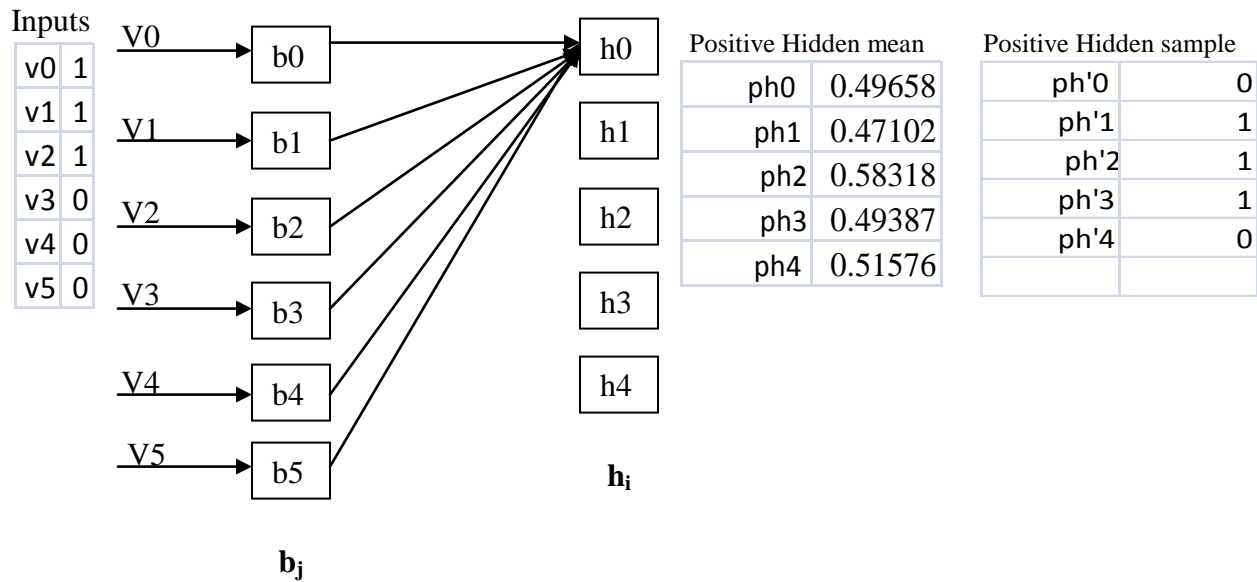 Inputs
v0 1
v1 1
v2 1
v3 0
v4 0
v5 0
V0
V1
V2
V3
V4
V5
b0
b1
b2
b3
b4
b5
bj
h0
h1
h2
h3
h4
hi
Positive Hidden mean
ph0 0.49658
ph1 0.47102
ph2 0.58318
ph3 0.49387
ph4 0.51576
Positive Hidden sample
ph'0 0
ph'1 1
ph'2 1
ph'3 1
ph'4 0